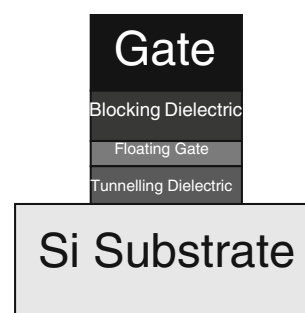 Gate
Blocking Dielectric
Floating Gate
Tunnelling Dielectric
Si Substrate